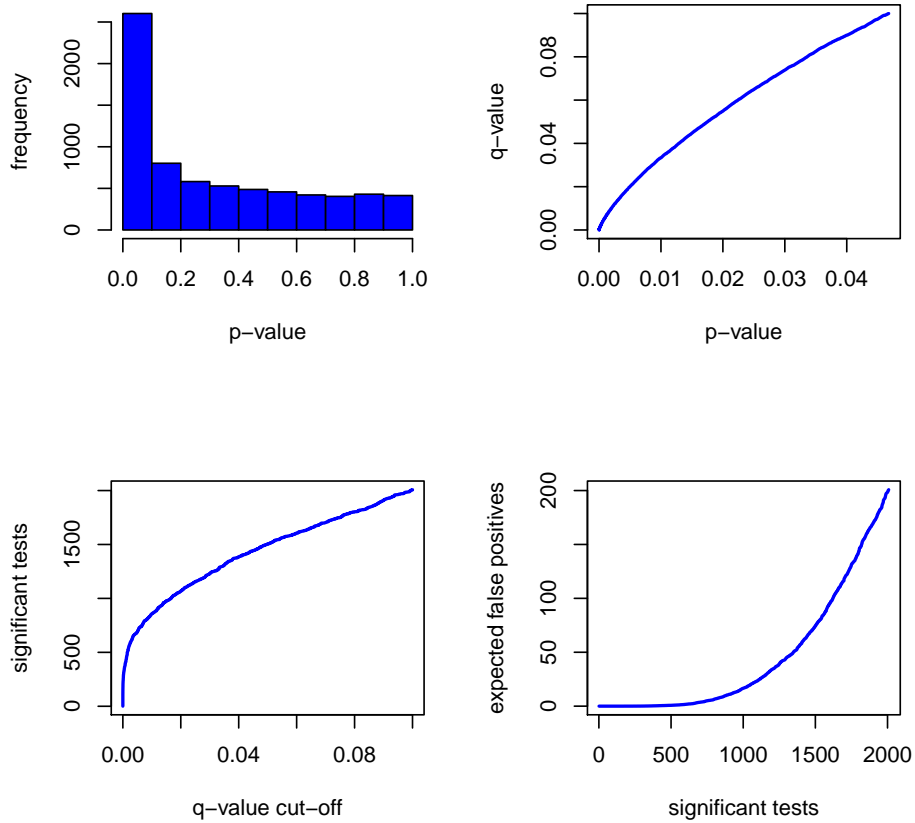 frequency
0 1000 2000
0.0 0.2 0.4 0.6 0.8 1.0
p−value
q−value
0.00 0.04 0.08
0.00 0.01 0.02 0.03 0.04
p−value
significant tests
0 500 1500
0.00 0.04 0.08
q−value cut−off
expected false positives
0 50 100 200
0 500 1000 1500 2000
significant tests